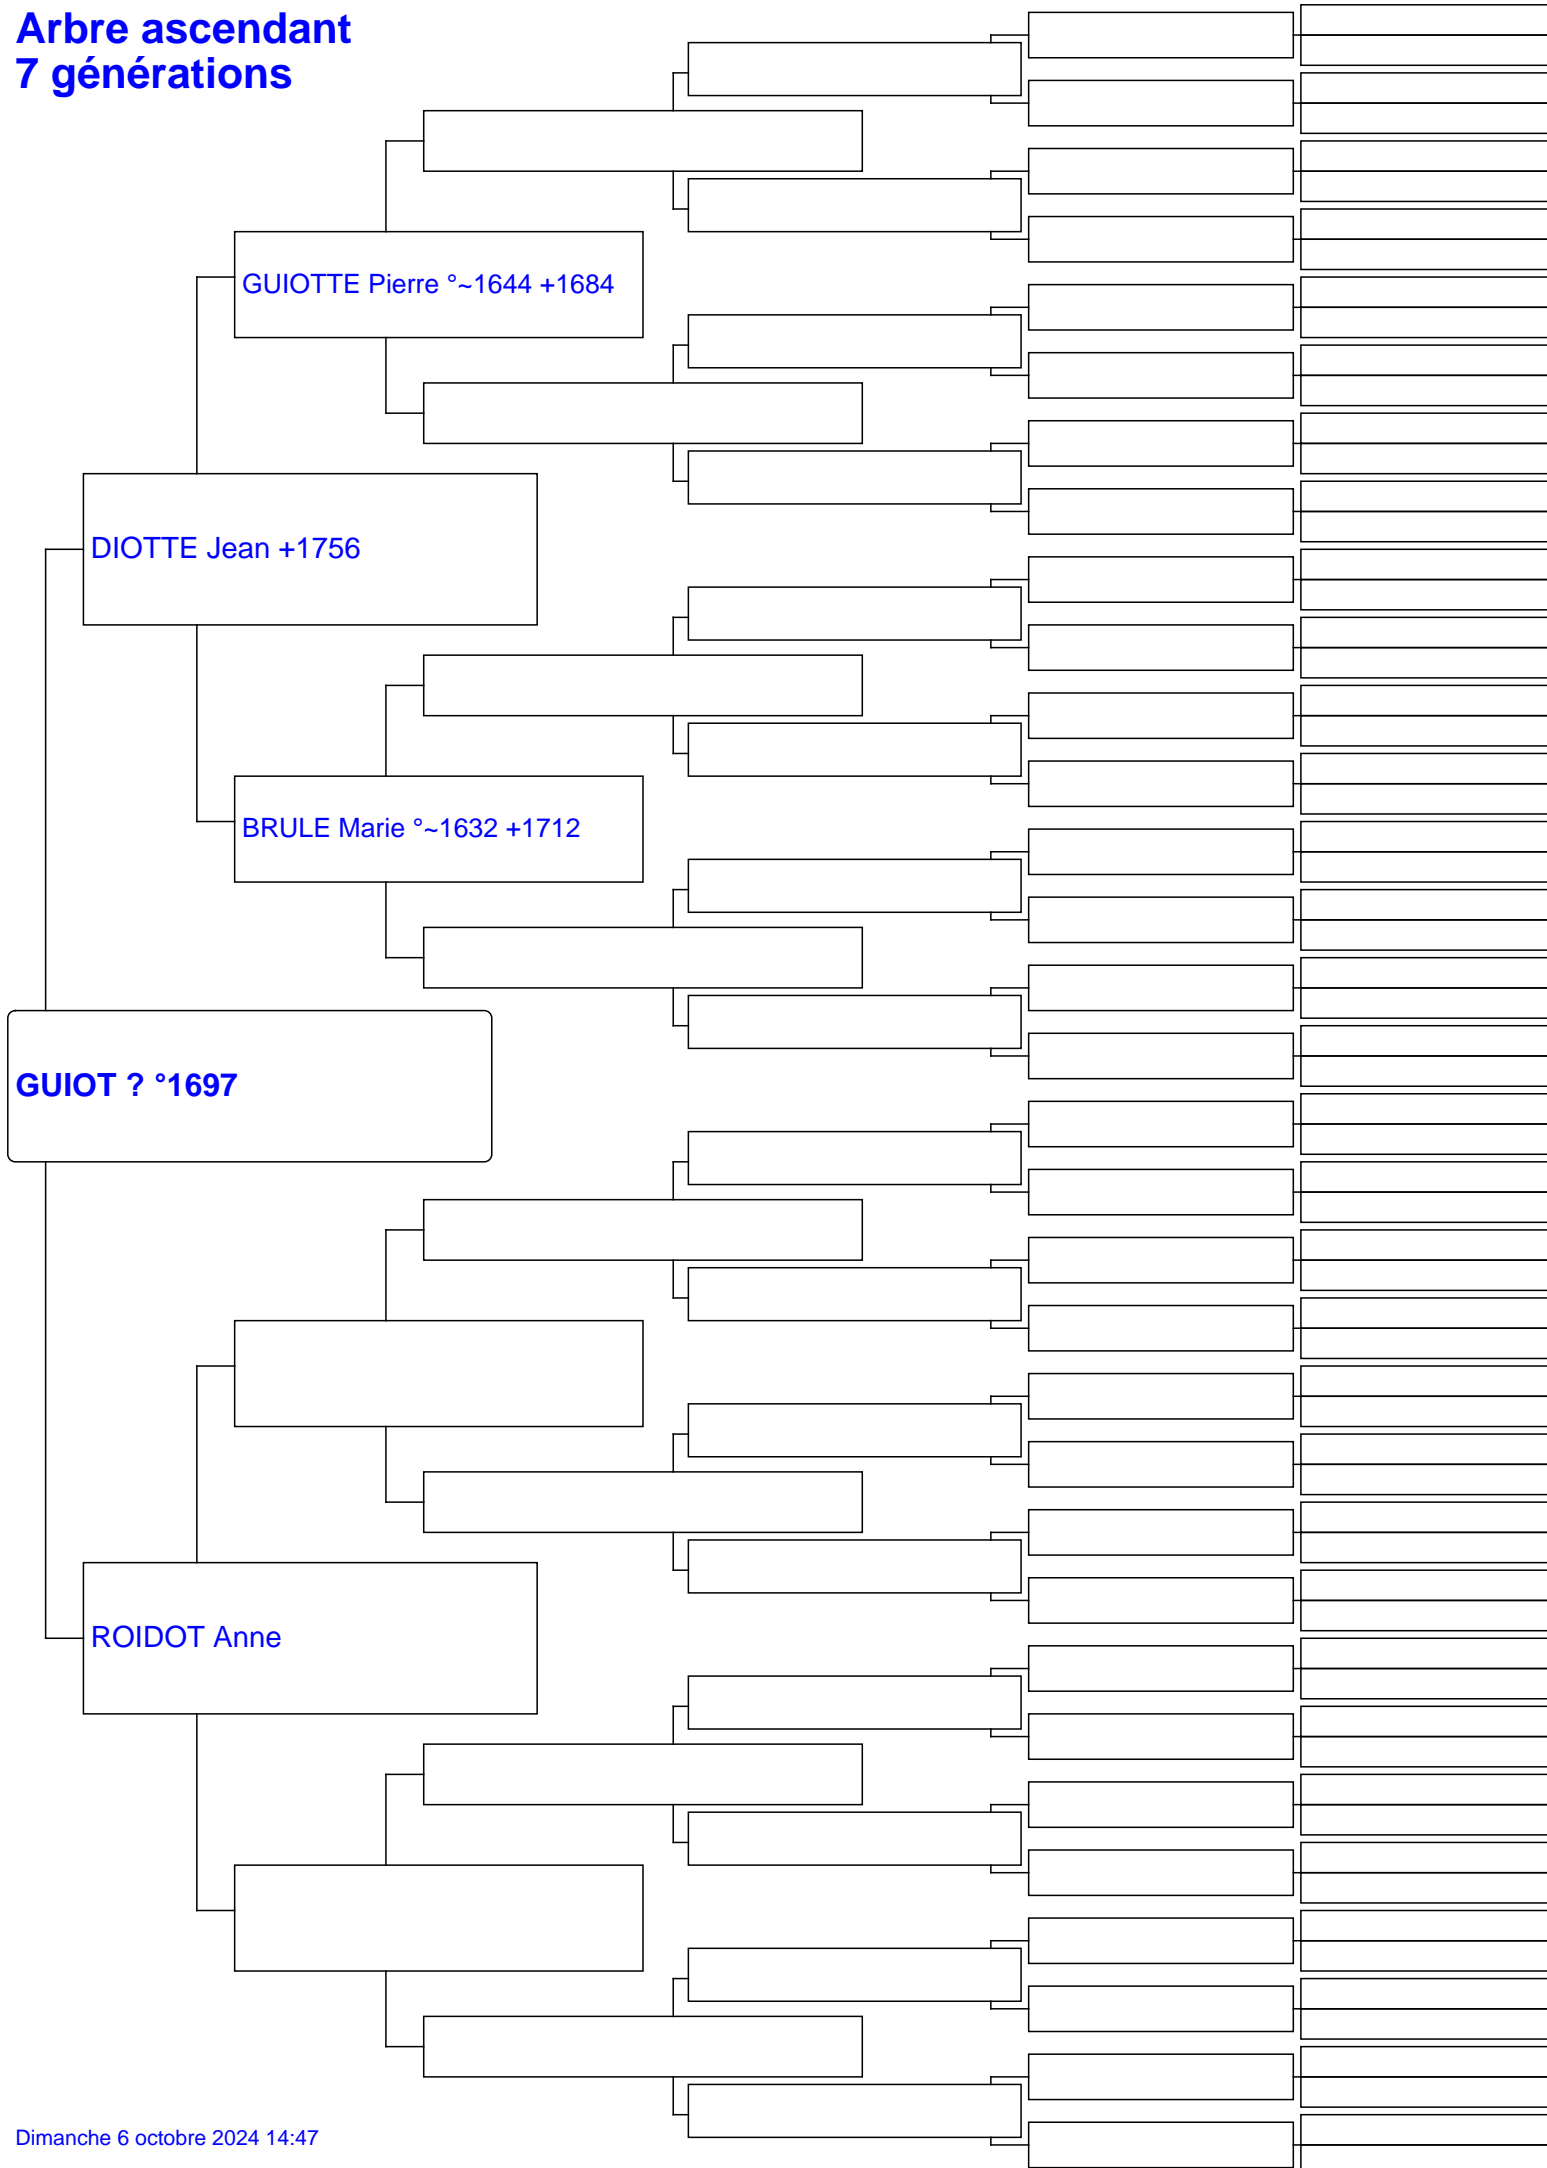 Arbre ascendant
7 générations
GUIOTTE Pierre °~1644 +1684
DIOTTE Jean +1756
BRULE Marie °~1632 +1712
GUIOT ? °1697
ROIDOT Anne
Dimanche 6 octobre 2024 14:47